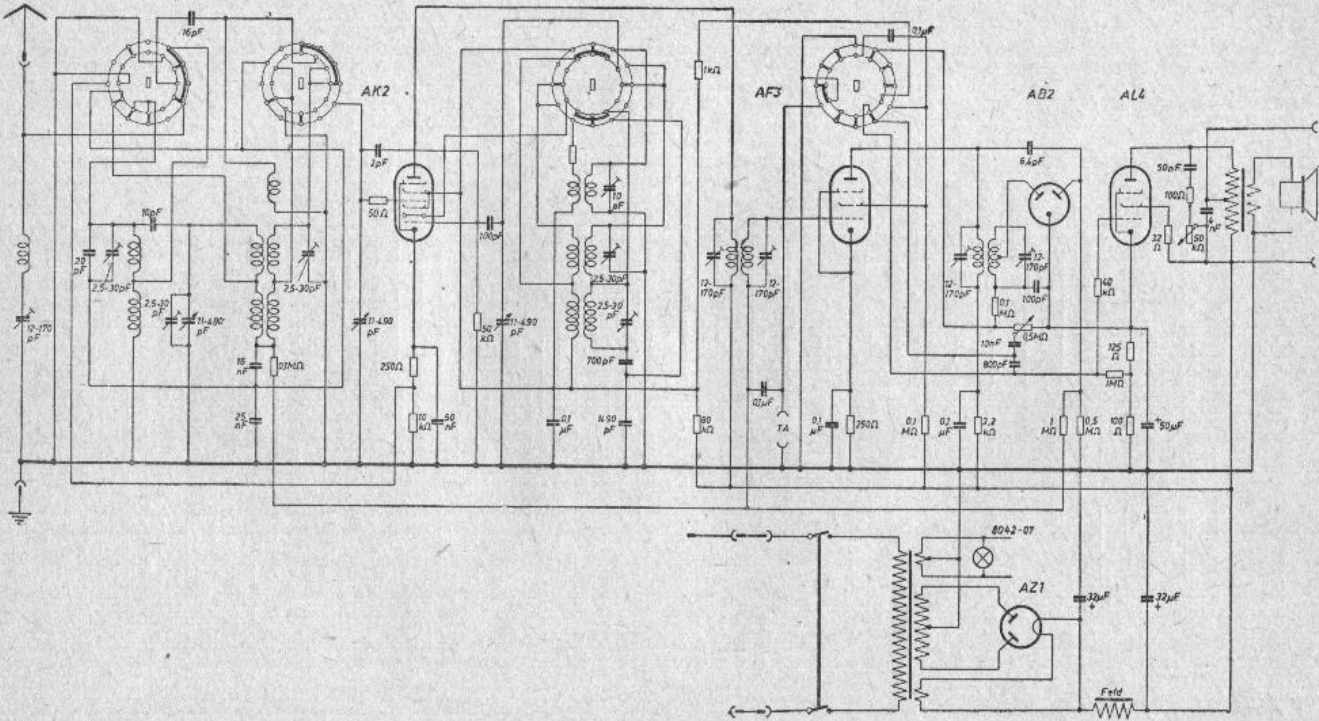 16pF
AK2
2pF
50Ω
100pF
10pF
20
pF
2,5-30pF
2,5-30
pF
11-490
pF
2,5-30pF
12-170
pF
16
nF
0,1MΩ
25
nF
11-490
pF
250Ω
10
kΩ
50
nF
50
kΩ
11-490
pF
10
pF
2,5-30pF
2,5-30
pF
700pF
0,1
µF
1490
pF
1kΩ
80
kΩ
AF3
0,1µF
12-
170pF
12-
170pF
0,1µF
TA
0,1
µF
250Ω
0,1
MΩ
AB2
6,4pF
12-
170pF
12-
170pF
100pF
0,1
MΩ
0,5MΩ
10nF
800pF
0,2
µF
2,2
kΩ
1
MΩ
0,5
MΩ
AL4
50nF
100Ω
50
kΩ
4
nF
32
Ω
40
kΩ
125
Ω
1MΩ
100
Ω
+50µF
8042-07
AZ1
32µF
+
32µF
+
Feld